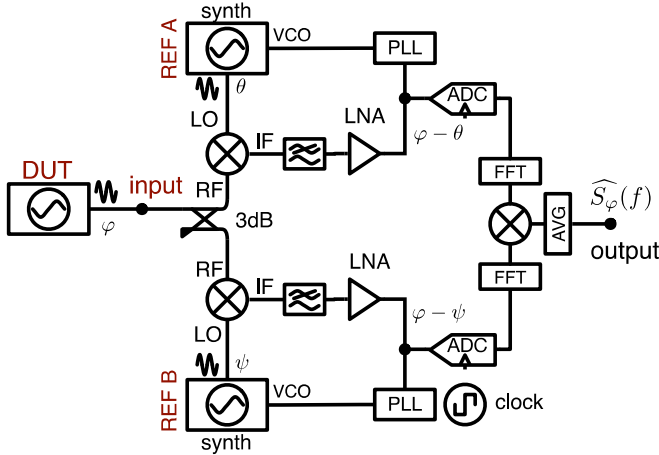 synth
REF A
VCO
PLL
θ
ADC
LO
LNA
φ − θ
IF
DUT
input
RF
FFT
3dB
φ
AVG
S_φ(f)
output
RF
LNA
FFT
IF
φ − ψ
LO
ADC
ψ
REF B
VCO
PLL
clock
synth